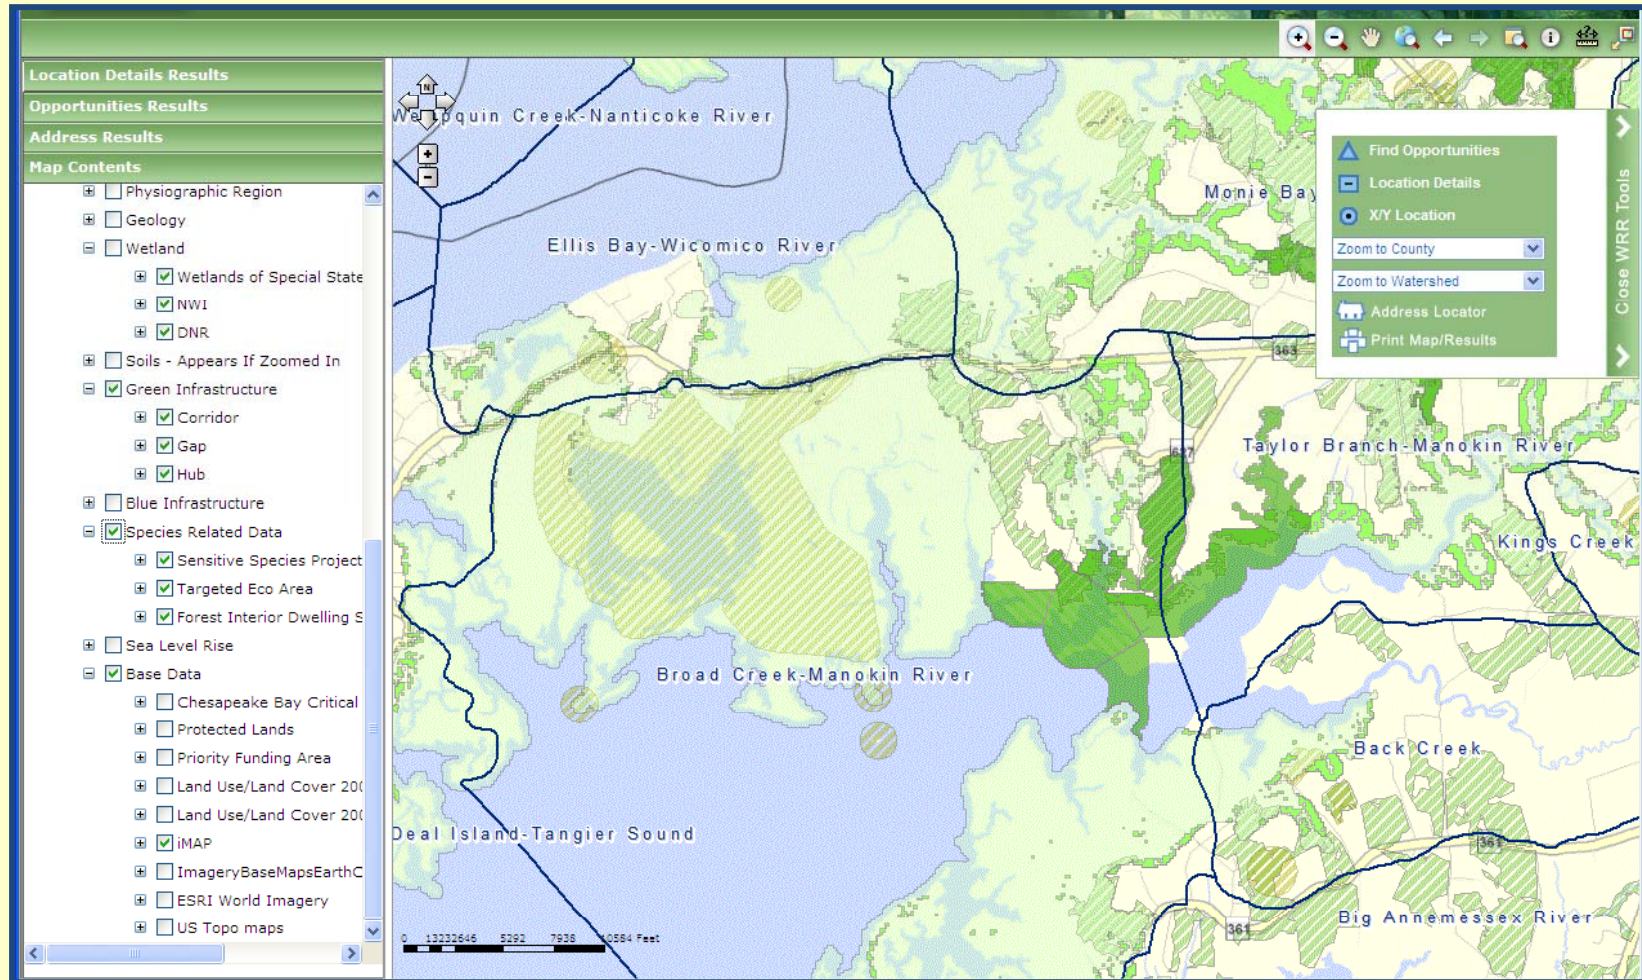 Location Details Results
Opportunities Results
Address Results
Map Contents
Physiographic Region
Geology
Wetland
Wetlands of Special State
NWI
DNR
Soils - Appears If Zoomed In
Green Infrastructure
Corridor
Gap
Hub
Blue Infrastructure
Species Related Data
Sensitive Species Project
Targeted Eco Area
Forest Interior Dwelling S
Sea Level Rise
Base Data
Chesapeake Bay Critical
Protected Lands
Priority Funding Area
Land Use/Land Cover 200
Land Use/Land Cover 200
iMAP
ImageryBaseMapsEarthC
ESRI World Imagery
US Topo maps
N
quin Creek-Nanticoke River
Ellis Bay-Wicomico River
Monie Bay
363
Taylor Branch-Manokin River
Kings Creek
Broad Creek-Manokin River
Back Creek
Deal Island-Tangier Sound
361
Big Annemessex River
361
0 13232646 5292 7938 10584 Feet
Find Opportunities
Location Details
X/Y Location
Zoom to County
Zoom to Watershed
Address Locator
Print Map/Results
Close WRR Tools